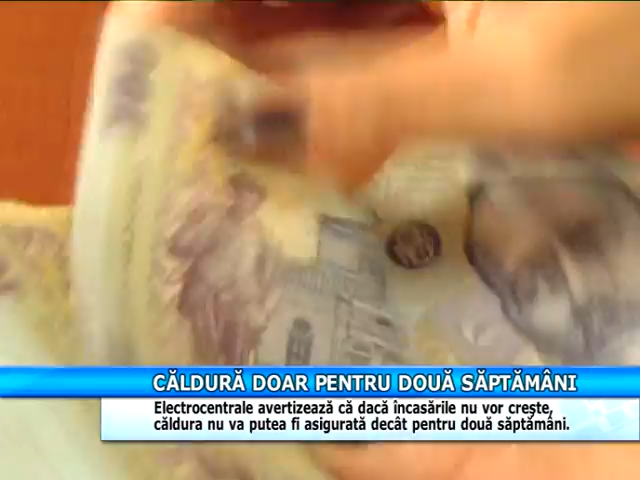 CĂLDURĂ DOAR PENTRU DOUĂ SĂPTĂMÂNI
Electrocentrale avertizează că dacă încasările nu vor creşte,
căldura nu va putea fi asigurată decât pentru două săptămâni.